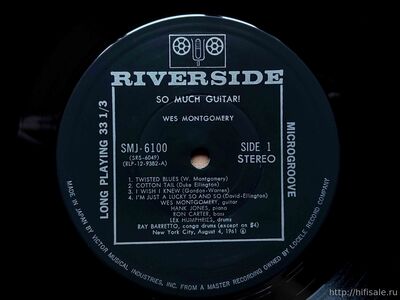 RIVERSIDE
SO MUCH GUITAR!
WES MONTGOMERY
LONG PLAYING 33 1/3
MICROGROOVE
SMJ-6100
(SRS-6049)
(RLP-12-9382-A)
SIDE 1
STEREO
1. TWISTED BLUES (W. Montgomery)
2. COTTON TAIL (Duke Ellington)
3. I WISH I KNEW (Gordon-Warren)
4. I'M JUST A LUCKY SO AND SO (David-Ellington)
WES MONTGOMERY, guitar
HANK JONES, piano
RON CARTER, bass
LEX HUMPHRIES, drums
RAY BARRETTO, conga drums (except on #4)
New York City, August 4, 1961
MADE IN JAPAN BY VICTOR MUSICAL INDUSTRIES, INC. FROM A MASTER RECORDING OWNED BY
http://hifisale.ru